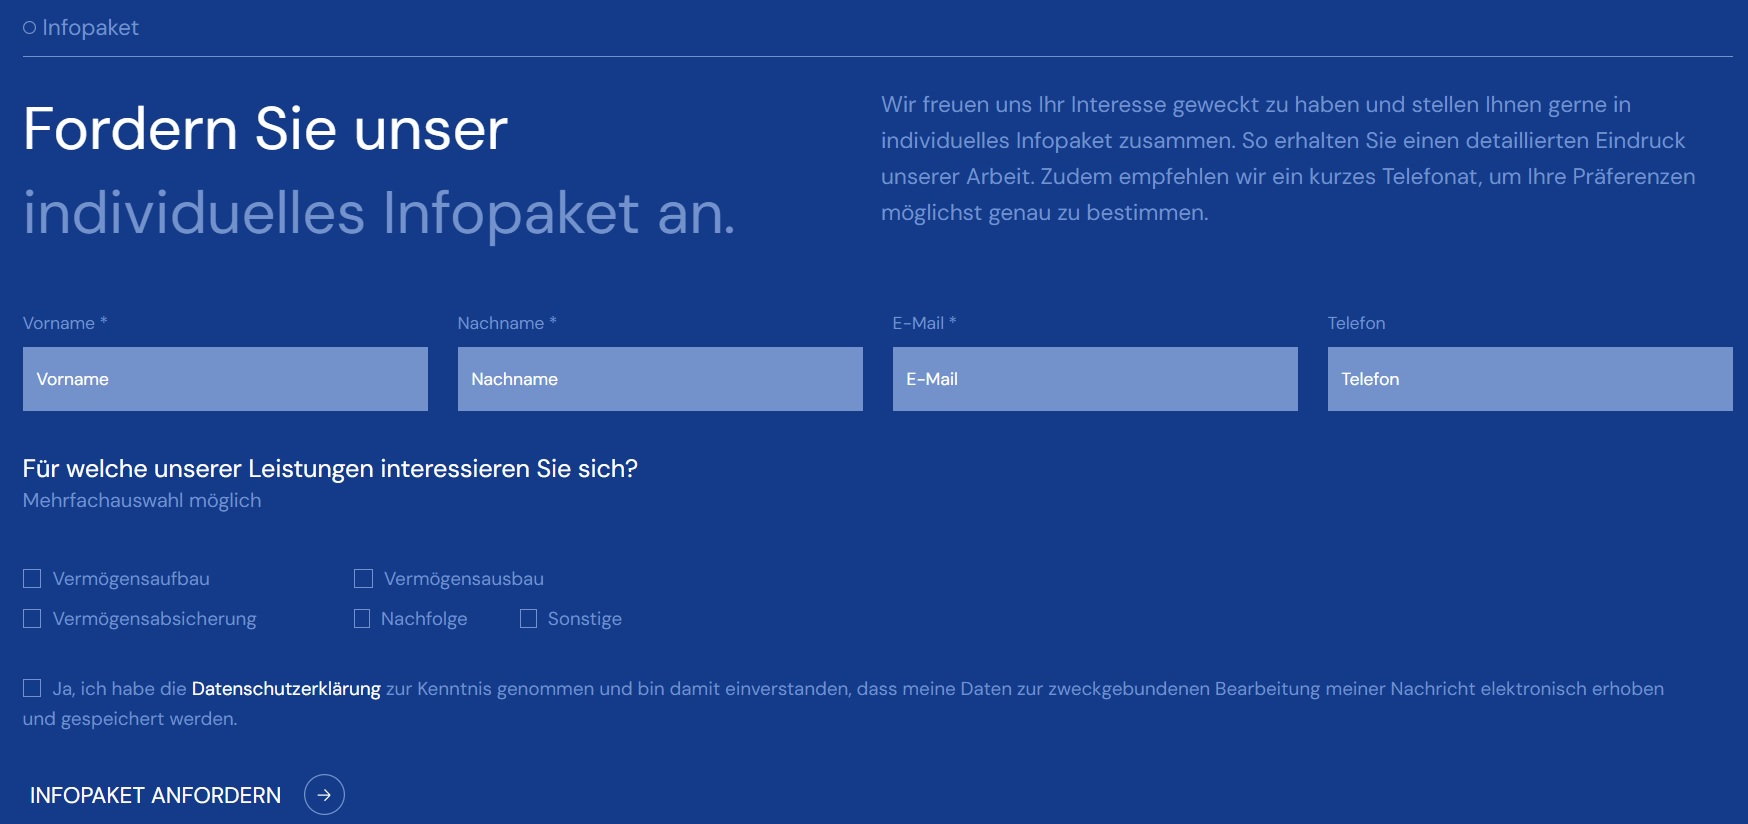 Infopaket
Fordern Sie unser
individuelles Infopaket an.
Wir freuen uns Ihr Interesse geweckt zu haben und stellen Ihnen gerne in
individuelles Infopaket zusammen. So erhalten Sie einen detaillierten Eindruck
unserer Arbeit. Zudem empfehlen wir ein kurzes Telefonat, um Ihre Präferenzen
möglichst genau zu bestimmen.
Vorname *
Nachname *
E-Mail *
Telefon
Vorname
Nachname
E-Mail
Telefon
Für welche unserer Leistungen interessieren Sie sich?
Mehrfachauswahl möglich
Vermögensaufbau
Vermögensausbau
Vermögensabsicherung
Nachfolge
Sonstige
Ja, ich habe die Datenschutzerklärung zur Kenntnis genommen und bin damit einverstanden, dass meine Daten zur zweckgebundenen Bearbeitung meiner Nachricht elektronisch erhoben
und gespeichert werden.
INFOPAKET ANFORDERN